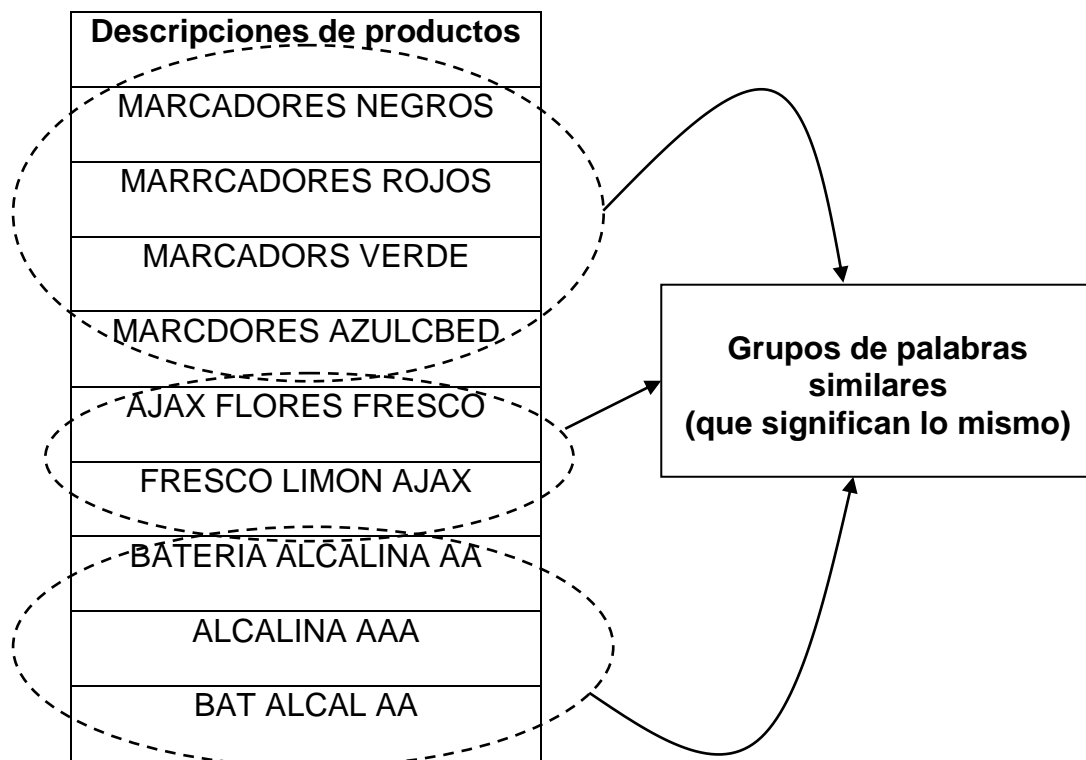 Descripciones de productos
MARCADORES NEGROS
MARRCADORES ROJOS
MARCADORS VERDE
MARCDORES AZULCBED
AJAX FLORES FRESCO
FRESCO LIMON AJAX
BATERIA ALCALINA AA
ALCALINA AAA
BAT ALCAL AA
Grupos de palabras
similares
(que significan lo mismo)